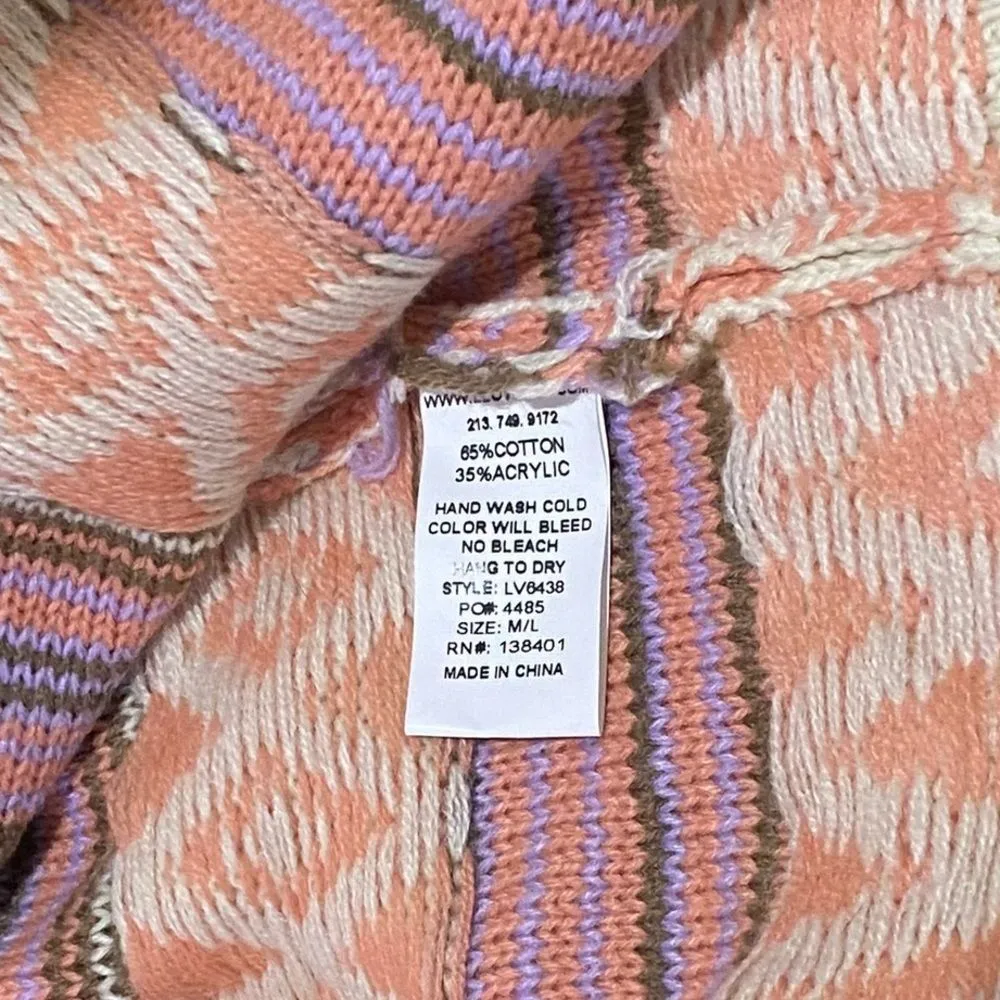 213. 749. 9172
65%COTTON
35%ACRYLIC
HAND WASH COLD
COLOR WILL BLEED
NO BLEACH
HANG TO DRY
STYLE: LV6438
PO#: 4485
SIZE: M/L
RN#: 138401
MADE IN CHINA